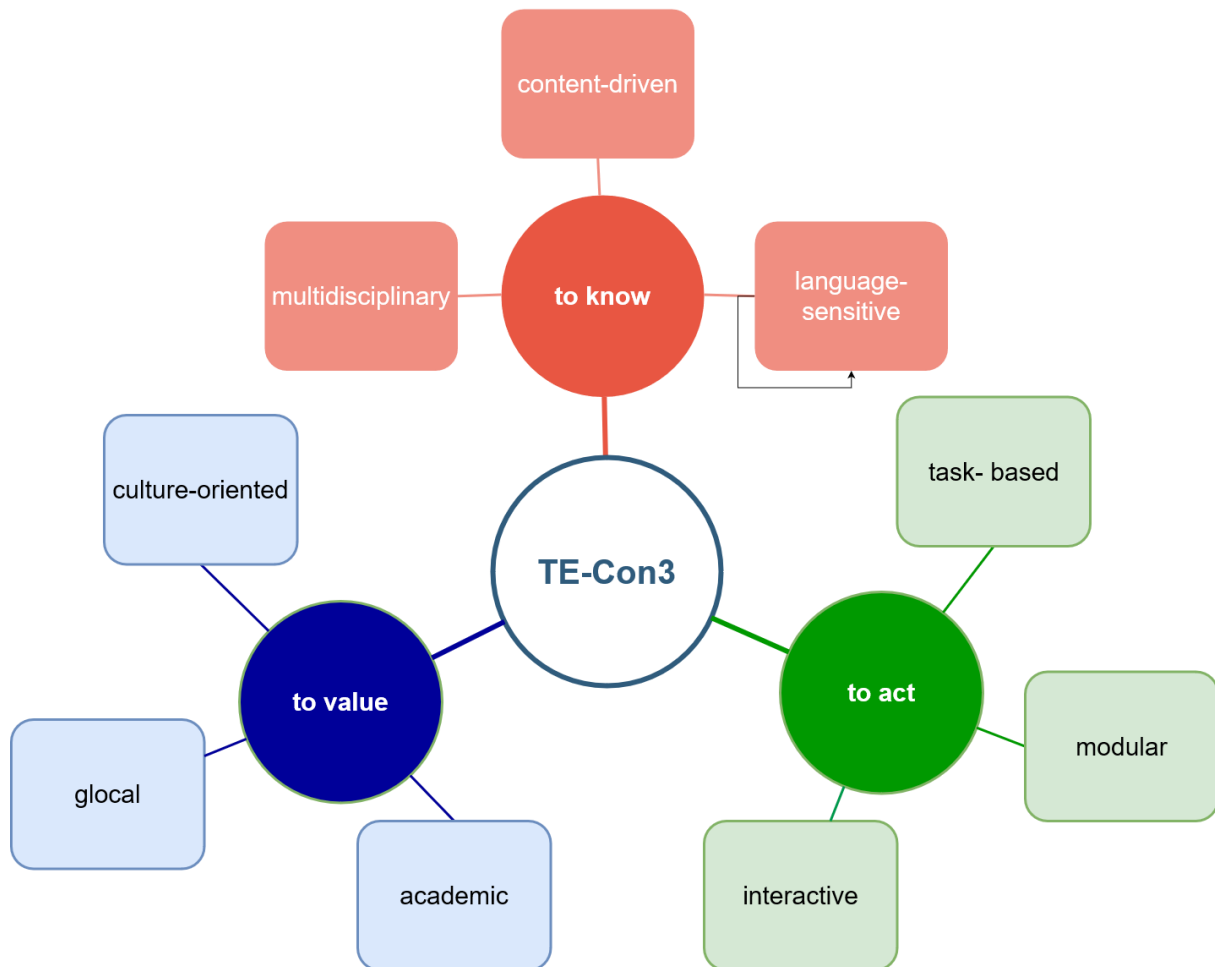 content-driven
multidisciplinary
to know
language-
sensitive
culture-oriented
task- based
TE-Con3
to value
to act
glocal
modular
academic
interactive